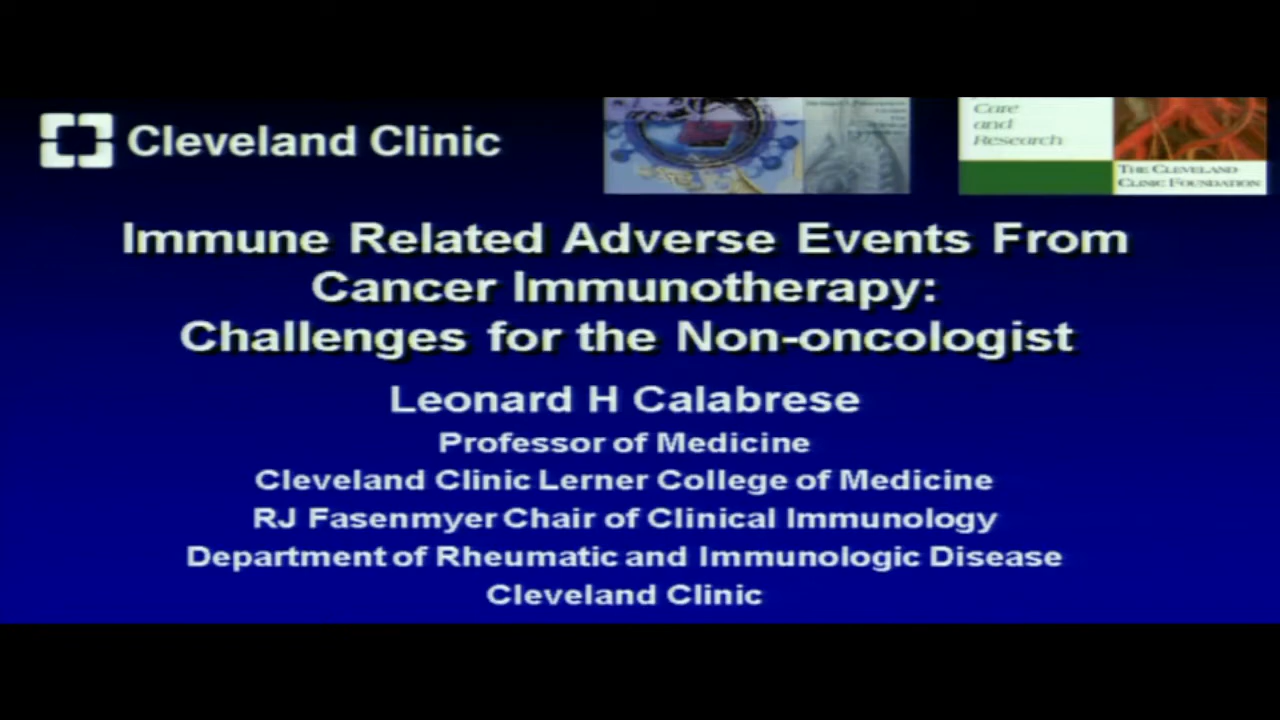 Cleveland Clinic
Care
and
Research
THE CLEVELAND
CLINIC FOUNDATION
Immune Related Adverse Events From
Cancer Immunotherapy:
Challenges for the Non-oncologist
Leonard H Calabrese
Professor of Medicine
Cleveland Clinic Lerner College of Medicine
RJ Fasenmyer Chair of Clinical Immunology
Department of Rheumatic and Immunologic Disease
Cleveland Clinic